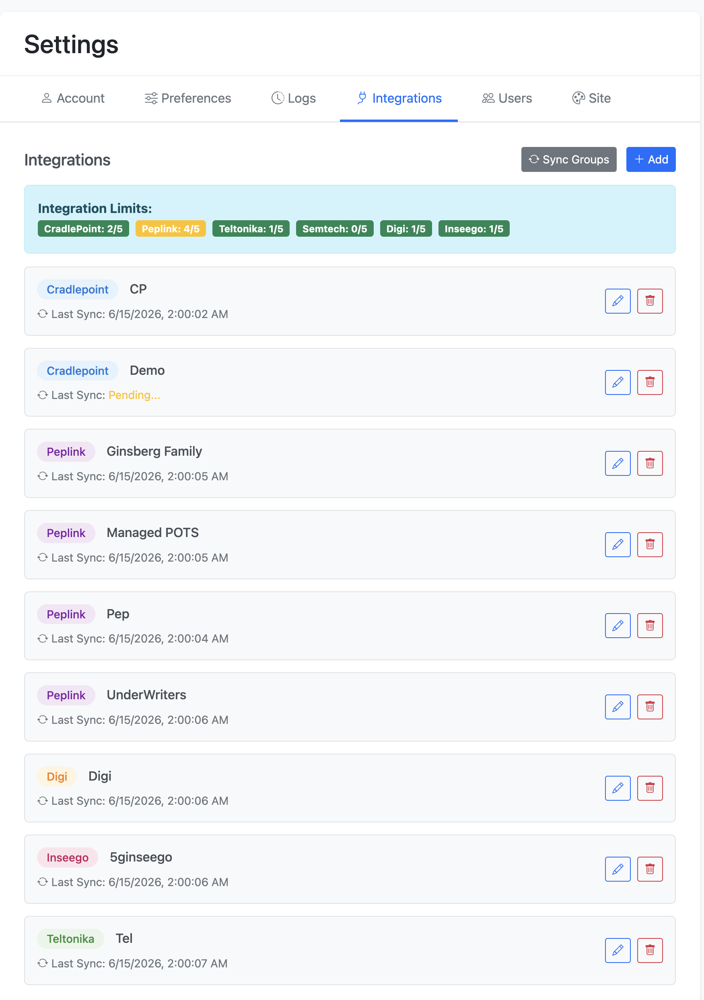 Settings
Account Preferences Logs Integrations Users Site
Integrations
Sync Groups + Add
Integration Limits:
CradlePoint: 2/5 Peplink: 4/5 Teltonika: 1/5 Semtech: 0/5 Digi: 1/5 Inseego: 1/5
Cradlepoint CP
Last Sync: 6/15/2026, 2:00:02 AM
Cradlepoint Demo
Last Sync: Pending...
Peplink Ginsberg Family
Last Sync: 6/15/2026, 2:00:05 AM
Peplink Managed POTS
Last Sync: 6/15/2026, 2:00:05 AM
Peplink Pep
Last Sync: 6/15/2026, 2:00:04 AM
Peplink UnderWriters
Last Sync: 6/15/2026, 2:00:06 AM
Digi Digi
Last Sync: 6/15/2026, 2:00:06 AM
Inseego 5ginseego
Last Sync: 6/15/2026, 2:00:06 AM
Teltonika Tel
Last Sync: 6/15/2026, 2:00:07 AM